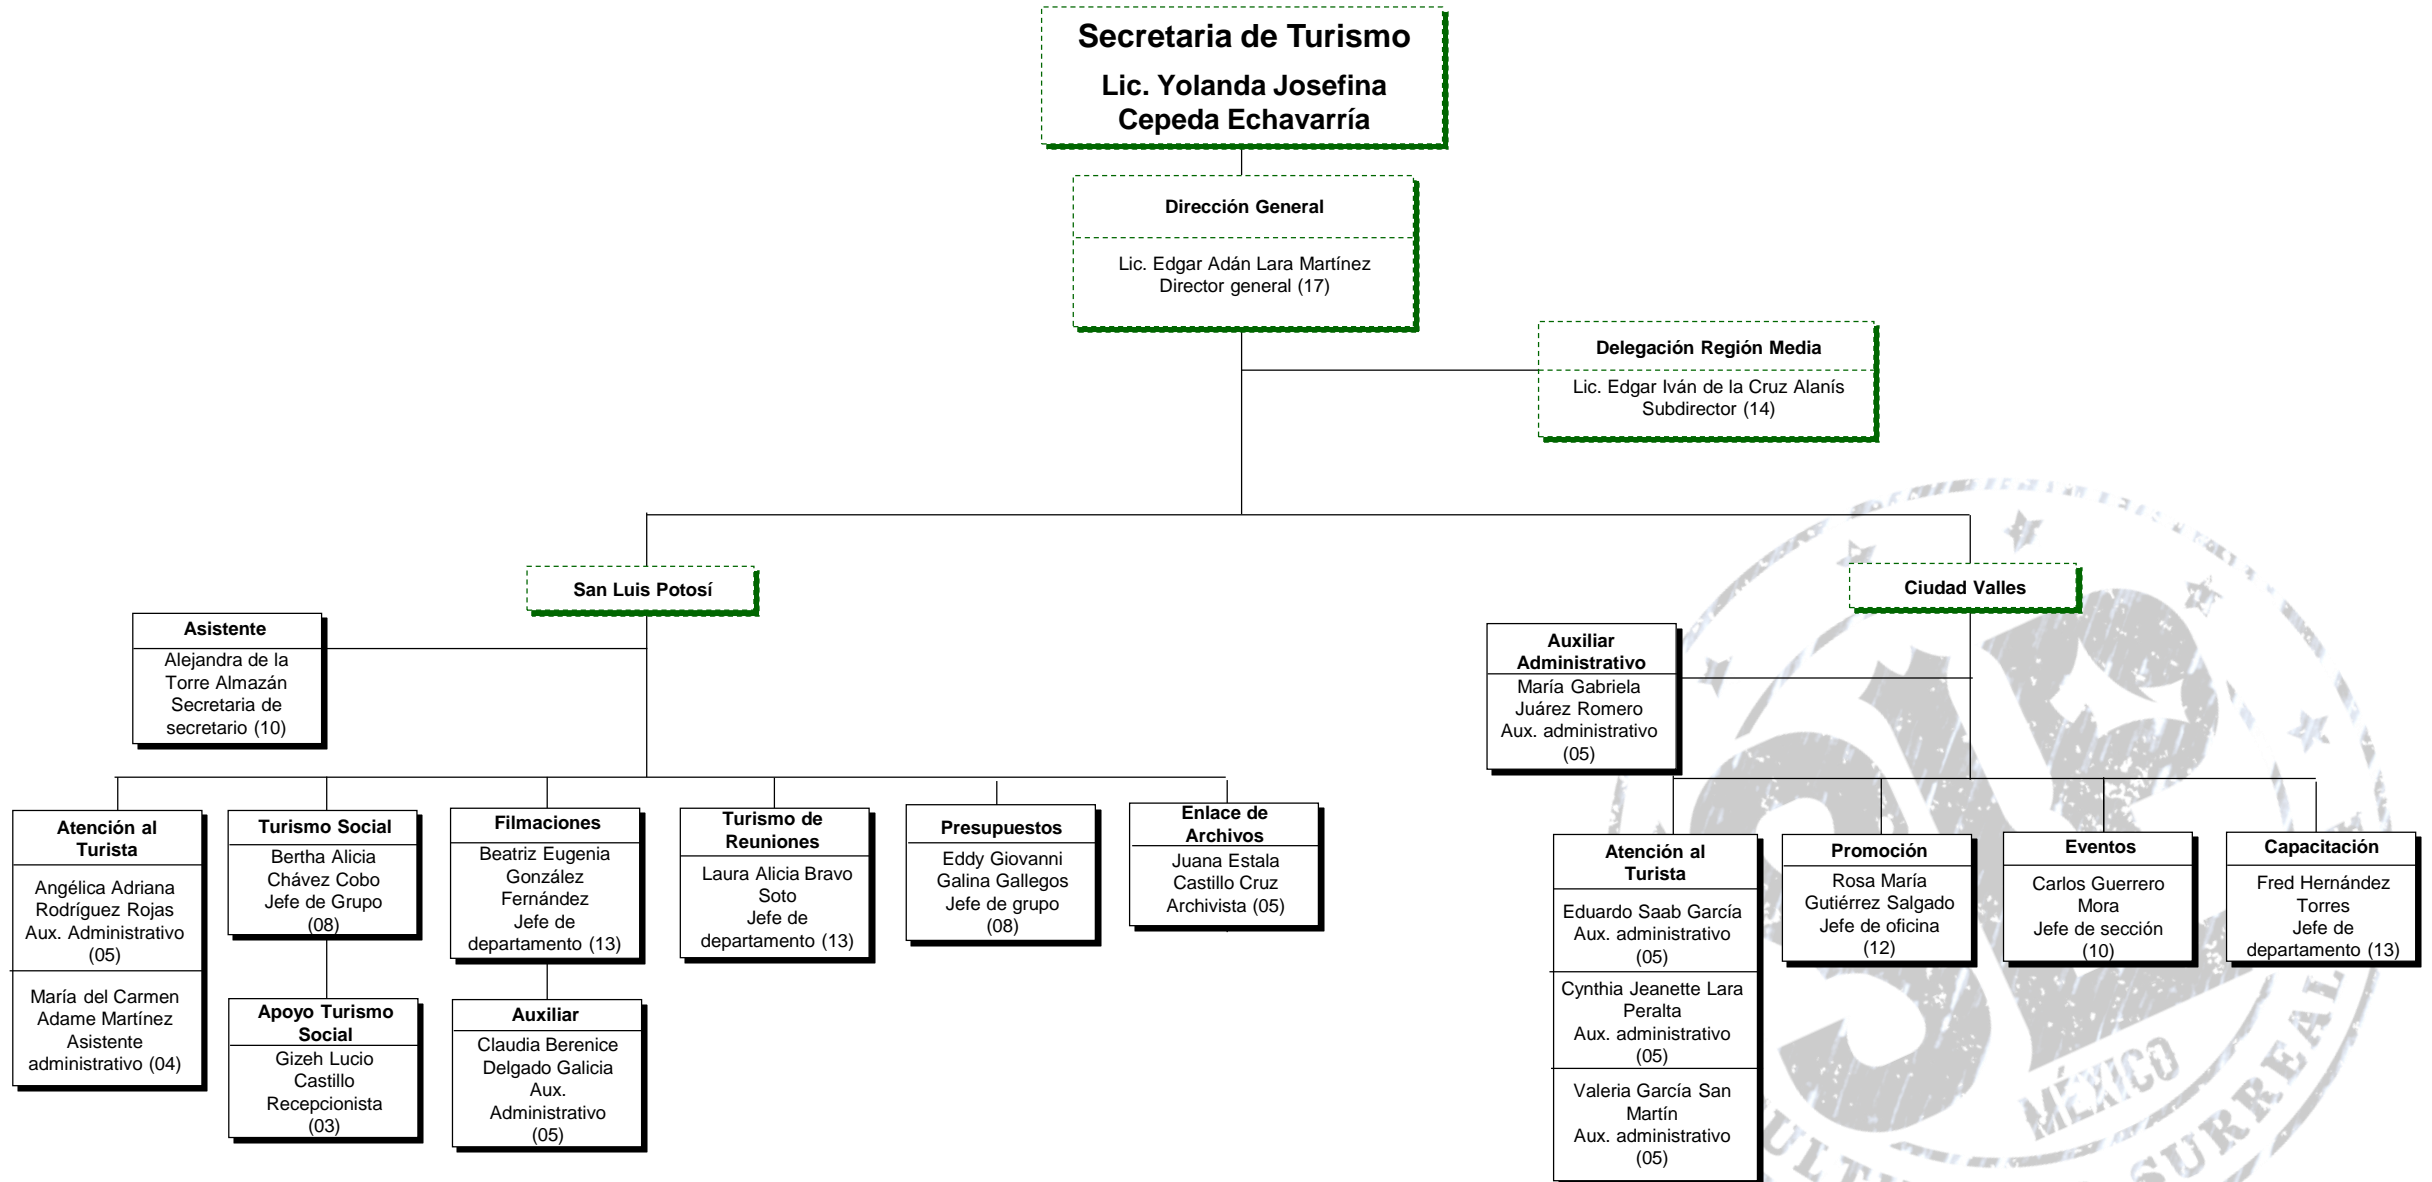 Secretaria de Turismo
Lic. Yolanda Josefina
Cepeda Echavarría
Dirección General
Lic. Edgar Adán Lara Martínez
Director general (17)
Delegación Región Media
Lic. Edgar Iván de la Cruz Alanís
Subdirector (14)
San Luis Potosí
Asistente
Alejandra de la
Torre Almazán
Secretaria de
secretario (10)
Atención al
Turista
Angélica Adriana
Rodríguez Rojas
Aux. Administrativo
(05)
María del Carmen
Adame Martínez
Asistente
administrativo (04)
Turismo Social
Bertha Alicia
Chávez Cobo
Jefe de Grupo
(08)
Apoyo Turismo
Social
Gizeh Lucio
Castillo
Recepcionista
(03)
Filmaciones
Beatriz Eugenia
González
Fernández
Jefe de
departamento (13)
Auxiliar
Claudia Berenice
Delgado Galicia
Aux.
Administrativo
(05)
Turismo de
Reuniones
Laura Alicia Bravo
Soto
Jefe de
departamento (13)
Presupuestos
Eddy Giovanni
Galina Gallegos
Jefe de grupo
(08)
Enlace de
Archivos
Juana Estala
Castillo Cruz
Archivista (05)
Ciudad Valles
Auxiliar
Administrativo
María Gabriela
Juárez Romero
Aux. administrativo
(05)
Atención al
Turista
Eduardo Saab García
Aux. administrativo
(05)
Cynthia Jeanette Lara
Peralta
Aux. administrativo
(05)
Valeria García San
Martín
Aux. administrativo
(05)
Promoción
Rosa María
Gutiérrez Salgado
Jefe de oficina
(12)
Eventos
Carlos Guerrero
Mora
Jefe de sección
(10)
Capacitación
Fred Hernández
Torres
Jefe de
departamento (13)
SLP
MÉXICO
SURREAL